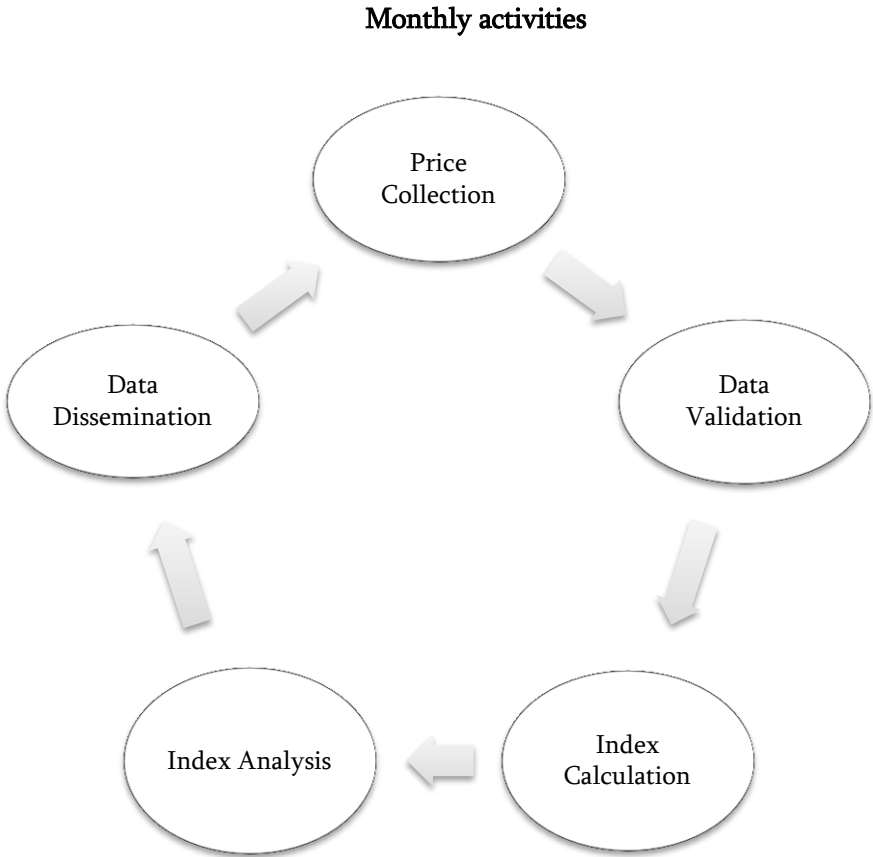 Monthly activities
Price
Collection
Data
Validation
Index
Calculation
Index Analysis
Data
Dissemination